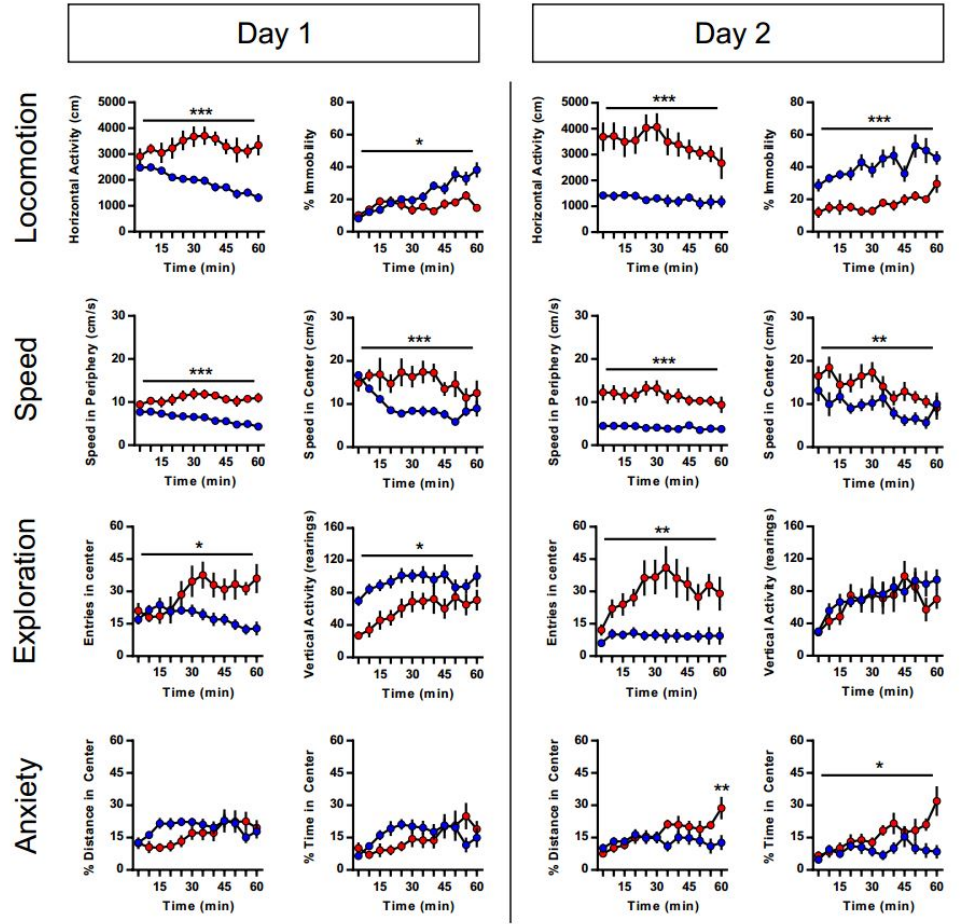 Day 1
Day 2
Locomotion
Horizontal Activity (cm)
5000
4000
3000
2000
1000
0
***
15 30 45 60
Time (min)
% Immobility
80
60
40
20
0
*
15 30 45 60
Time (min)
Horizontal Activity (cm)
5000
4000
3000
2000
1000
0
***
15 30 45 60
Time (min)
% Immobility
80
60
40
20
0
***
15 30 45 60
Time (min)
Speed
Speed in Periphery (cm/s)
30
20
10
0
***
15 30 45 60
Time (min)
Speed in Center (cm/s)
30
20
10
0
***
15 30 45 60
Time (min)
Speed in Periphery (cm/s)
30
20
10
0
***
15 30 45 60
Time (min)
Speed in Center (cm/s)
30
20
10
0
**
15 30 45 60
Time (min)
Exploration
Entries in center
60
45
30
15
0
*
15 30 45 60
Time (min)
Vertical Activity (rearings)
160
120
80
40
0
*
15 30 45 60
Time (min)
Entries in center
60
45
30
15
0
**
15 30 45 60
Time (min)
Vertical Activity (rearings)
160
120
80
40
0
15 30 45 60
Time (min)
Anxiety
% Distance in Center
60
45
30
15
0
15 30 45 60
Time (min)
% Time in Center
60
45
30
15
0
15 30 45 60
Time (min)
% Distance in Center
60
45
30
15
0
**
15 30 45 60
Time (min)
% Time in Center
60
45
30
15
0
*
15 30 45 60
Time (min)